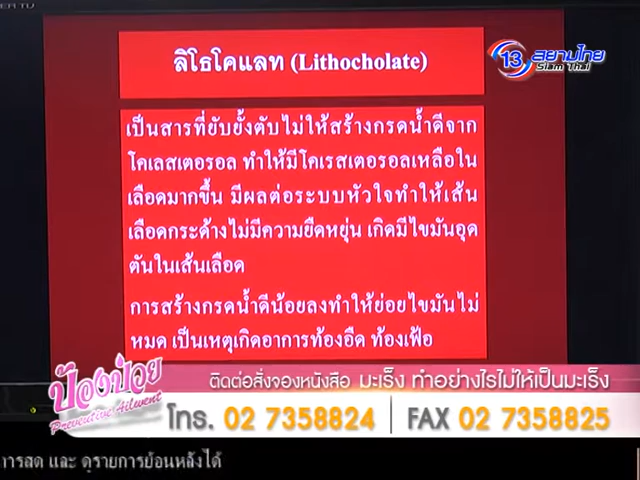 13 สยามไทย
Siam Thai
ลิโธโคแลท (Lithocholate)
เป็นสารที่ยับยั้งตับไม่ให้สร้างกรดน้ำดีจาก
โคเลสเตอรอล ทำให้มีโคเรสเตอรอลเหลือใน
เลือดมากขึ้น มีผลต่อระบบหัวใจทำให้เส้น
เลือดกระด้างไม่มีความยืดหยุ่น เกิดมีไขมันอุด
ตันในเส้นเลือด
การสร้างกรดน้ำดีน้อยลงทำให้ย่อยไขมันไม่
หมด เป็นเหตุเกิดอาการท้องอืด ท้องเฟ้อ
ป้องป่วย
Preventive Ailment
ติดต่อสั่งจองหนังสือ มะเร็ง ทำอย่างไรไม่ให้เป็นมะเร็ง
โทร. 02 7358824 | FAX 02 7358825
ารสด และ ดูรายการย้อนหลังได้